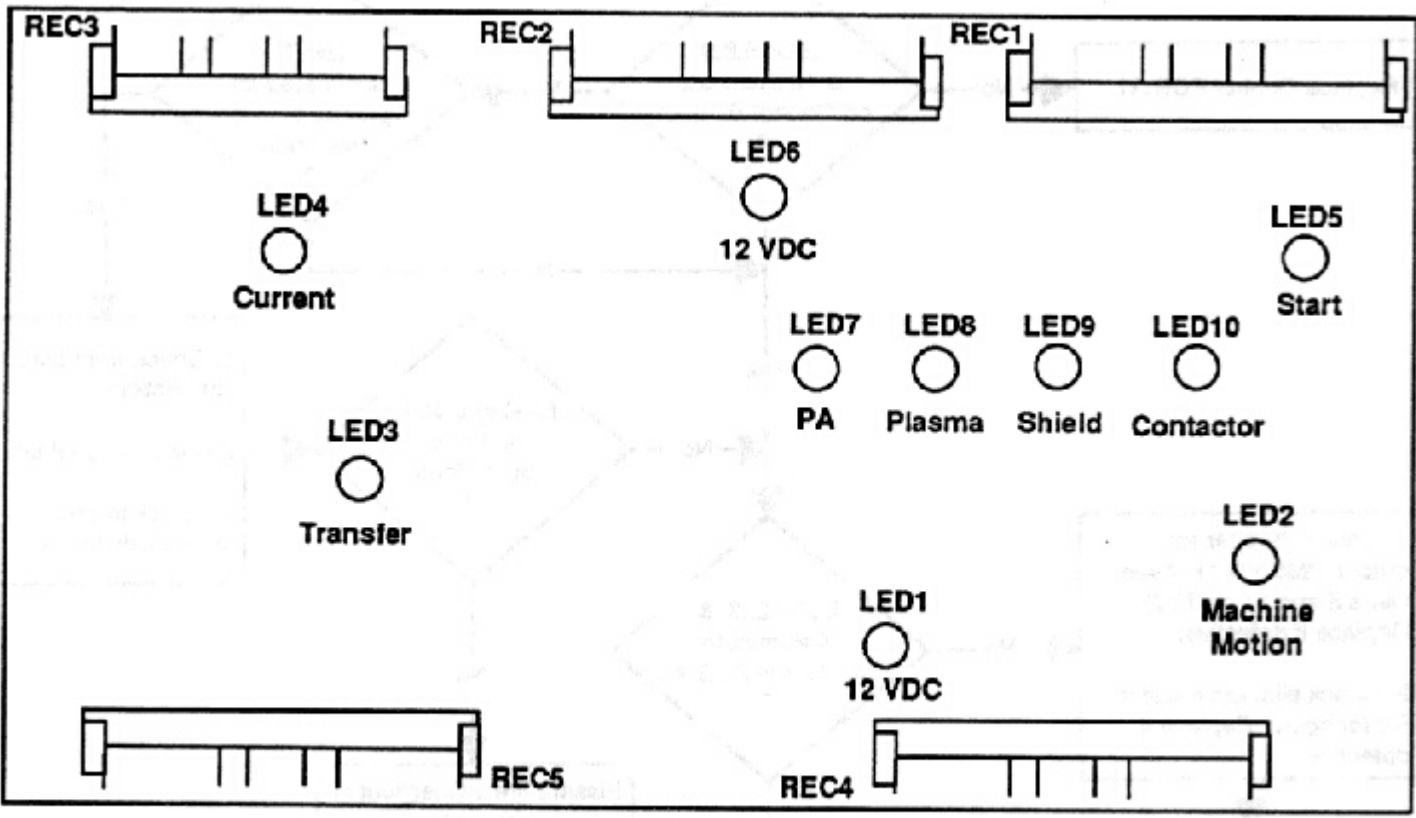 REC3
REC2
REC1
LED6
12 VDC
LED4
Current
LED5
Start
LED7
PA
LED8
Plasma
LED9
Shield
LED10
Contactor
LED3
Transfer
LED2
Machine
Motion
LED1
12 VDC
REC5
REC4